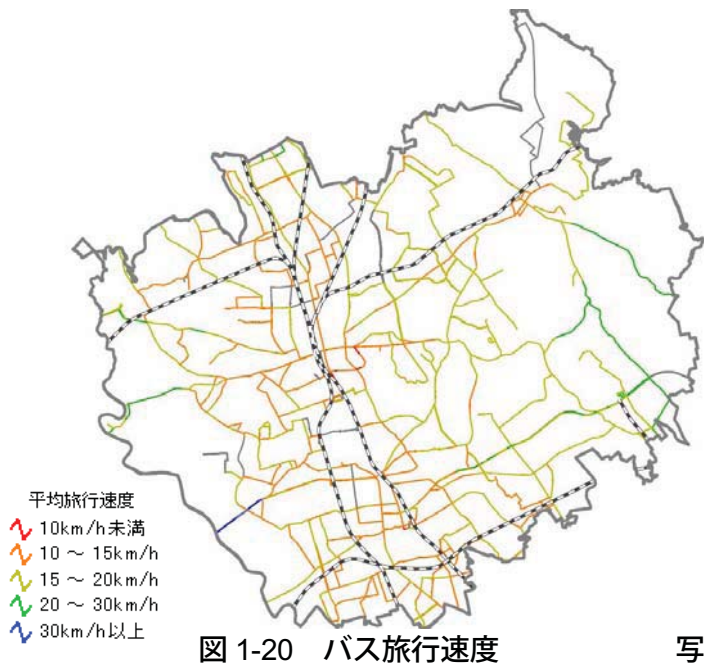 平均旅行速度
10km/h未満
10 ～ 15km/h
15 ～ 20km/h
20 ～ 30km/h
30km/h以上
図 1-20 バス旅行速度 写